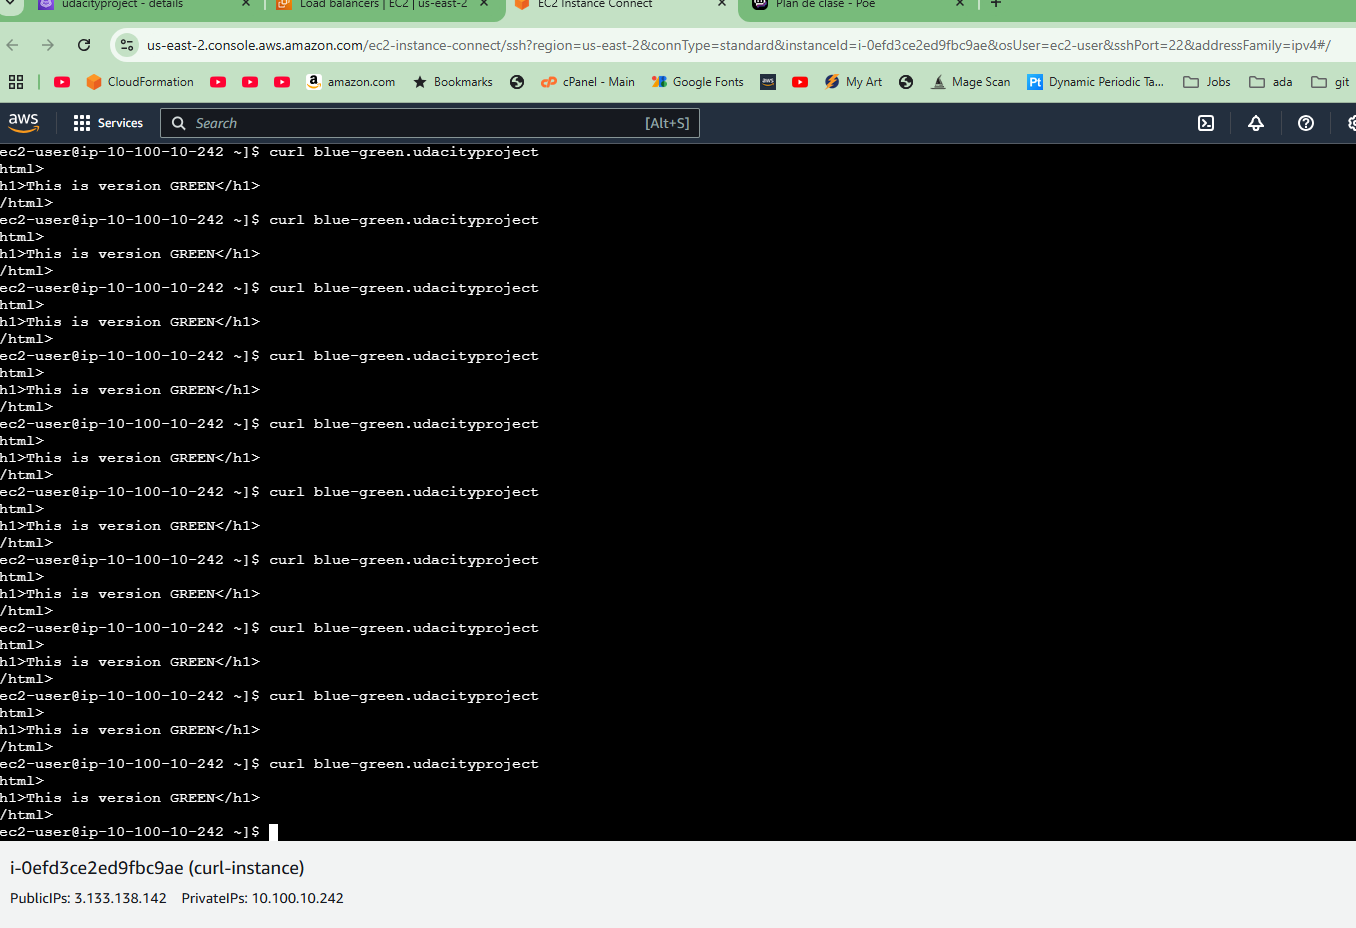 udacityproject - details
Load balancers | EC2 | us-east-2
EC2 Instance Connect
Plan de clase - Poe
us-east-2.console.aws.amazon.com/ec2-instance-connect/ssh?region=us-east-2&connType=standard&instanceId=i-0efd3ce2ed9fbc9ae&osUser=ec2-user&sshPort=22&addressFamily=ipv4#/
CloudFormation
amazon.com
Bookmarks
cPanel - Main
Google Fonts
aws
My Art
Mage Scan
Pt Dynamic Periodic Ta...
Jobs
ada
git
aws
Services
Search
[Alt+S]
ec2-user@ip-10-100-10-242 ~]$ curl blue-green.udacityproject
html>
h1>This is version GREEN</h1>
/html>
ec2-user@ip-10-100-10-242 ~]$ curl blue-green.udacityproject
html>
h1>This is version GREEN</h1>
/html>
ec2-user@ip-10-100-10-242 ~]$ curl blue-green.udacityproject
html>
h1>This is version GREEN</h1>
/html>
ec2-user@ip-10-100-10-242 ~]$ curl blue-green.udacityproject
html>
h1>This is version GREEN</h1>
/html>
ec2-user@ip-10-100-10-242 ~]$ curl blue-green.udacityproject
html>
h1>This is version GREEN</h1>
/html>
ec2-user@ip-10-100-10-242 ~]$ curl blue-green.udacityproject
html>
h1>This is version GREEN</h1>
/html>
ec2-user@ip-10-100-10-242 ~]$ curl blue-green.udacityproject
html>
h1>This is version GREEN</h1>
/html>
ec2-user@ip-10-100-10-242 ~]$ curl blue-green.udacityproject
html>
h1>This is version GREEN</h1>
/html>
ec2-user@ip-10-100-10-242 ~]$ curl blue-green.udacityproject
html>
h1>This is version GREEN</h1>
/html>
ec2-user@ip-10-100-10-242 ~]$ curl blue-green.udacityproject
html>
h1>This is version GREEN</h1>
/html>
ec2-user@ip-10-100-10-242 ~]$
i-0efd3ce2ed9fbc9ae (curl-instance)
PublicIPs: 3.133.138.142 PrivateIPs: 10.100.10.242